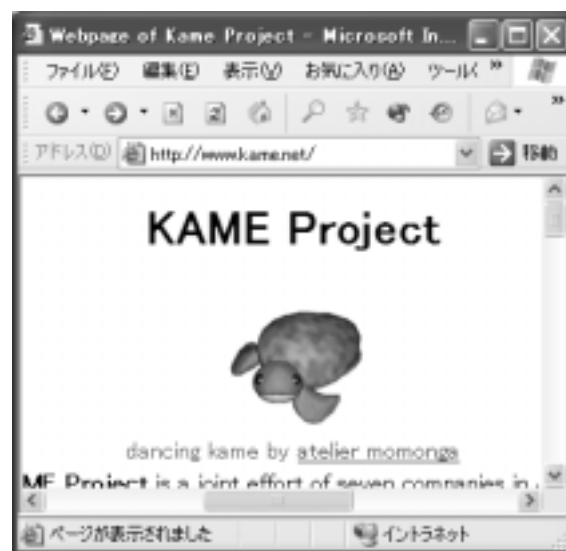 Webpage of Kame Project - Microsoft In...
ファイル(F) 編集(E) 表示(V) お気に入り(A) ツール( »
»
アドレス(D) http://www.kame.net/ 移動
KAME Project
dancing kame by atelier momonga
ME Project is a joint effort of seven companies in
ページが表示されました イントラネット